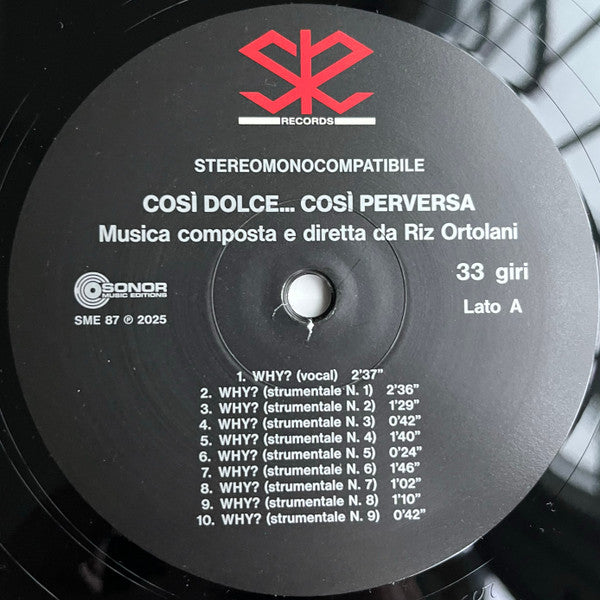 RECORDS
STEREOMONOCOMPATIBILE
COSÌ DOLCE... COSÌ PERVERSA
Musica composta e diretta da Riz Ortolani
SONOR
MUSIC EDITIONS
SME 87 ℗ 2025
33 giri
Lato A
1. WHY? (vocal) 2'37"
2. WHY? (strumentale N. 1) 2'36"
3. WHY? (strumentale N. 2) 1'29"
4. WHY? (strumentale N. 3) 0'42"
5. WHY? (strumentale N. 4) 1'40"
6. WHY? (strumentale N. 5) 0'24"
7. WHY? (strumentale N. 6) 1'46"
8. WHY? (strumentale N. 7) 1'02"
9. WHY? (strumentale N. 8) 1'10"
10. WHY? (strumentale N. 9) 0'42"